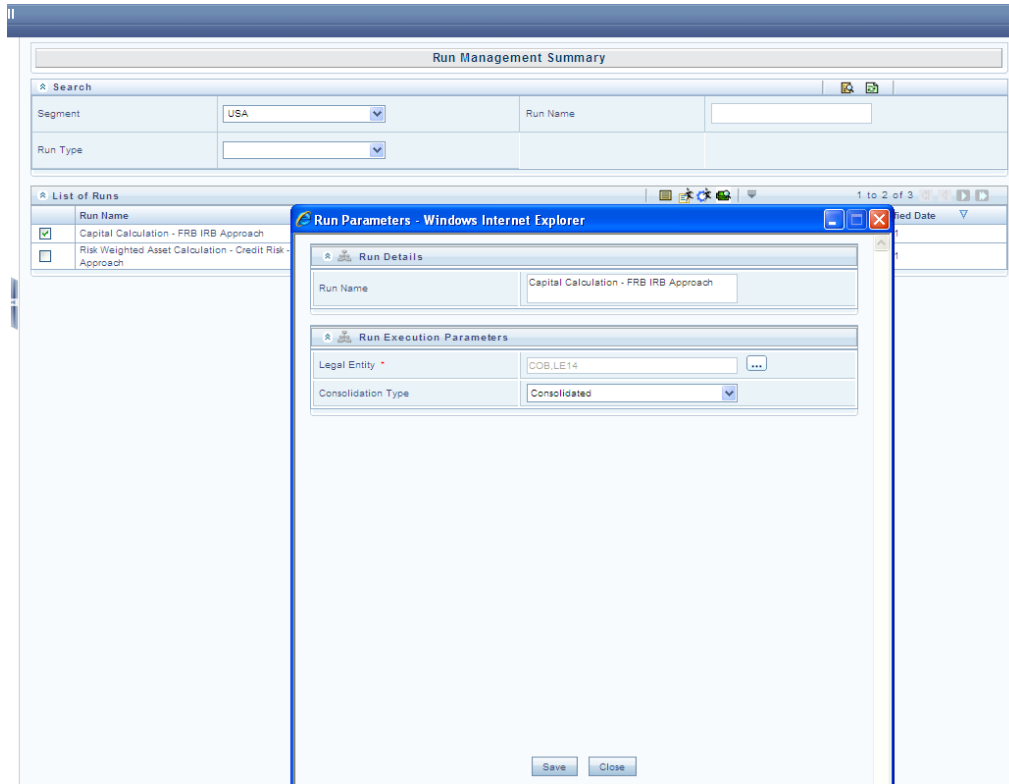 Run Management Summary
Search
Segment
USA
Run Name
Run Type
List of Runs
1 to 2 of 3
Run Name
fied Date
Capital Calculation - FRB IRB Approach
1
Risk Weighted Asset Calculation - Credit Risk -
Approach
1
Run Parameters - Windows Internet Explorer
Run Details
Run Name
Capital Calculation - FRB IRB Approach
Run Execution Parameters
Legal Entity *
COB,LE14
...
Consolidation Type
Consolidated
Save
Close